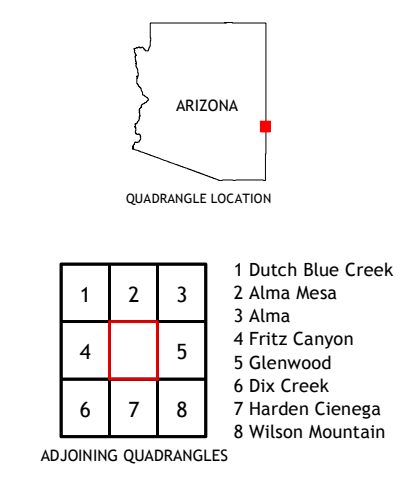 ARIZONA
QUADRANGLE LOCATION
1 2 3
4 5
6 7 8
ADJOINING QUADRANGLES
1 Dutch Blue Creek
2 Alma Mesa
3 Alma
4 Fritz Canyon
5 Glenwood
6 Dix Creek
7 Harden Cienega
8 Wilson Mountain